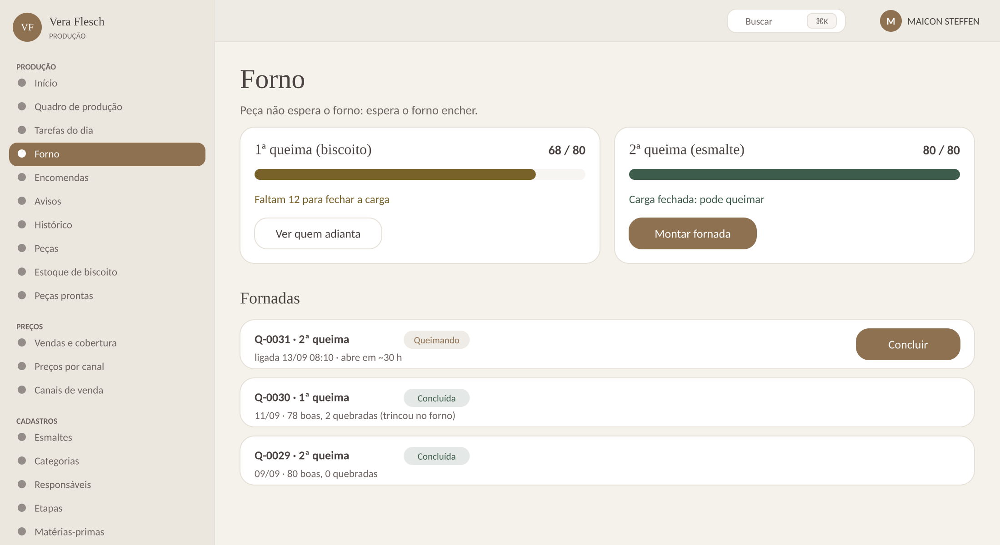 VF
Vera Flesch
PRODUÇÃO
PRODUÇÃO
Início
Quadro de produção
Tarefas do dia
Forno
Encomendas
Avisos
Histórico
Peças
Estoque de biscoito
Peças prontas
PREÇOS
Vendas e cobertura
Preços por canal
Canais de venda
CADASTROS
Esmaltes
Categorias
Responsáveis
Etapas
Matérias-primas
Buscar
⌘K
M
MAICON STEFFEN
Forno
Peça não espera o forno: espera o forno encher.
1ª queima (biscoito)
68 / 80
Faltam 12 para fechar a carga
Ver quem adianta
2ª queima (esmalte)
80 / 80
Carga fechada: pode queimar
Montar fornada
Fornadas
Q-0031 · 2ª queima
Queimando
ligada 13/09 08:10 · abre em ~30 h
Concluir
Q-0030 · 1ª queima
Concluída
11/09 · 78 boas, 2 quebradas (trincou no forno)
Q-0029 · 2ª queima
Concluída
09/09 · 80 boas, 0 quebradas